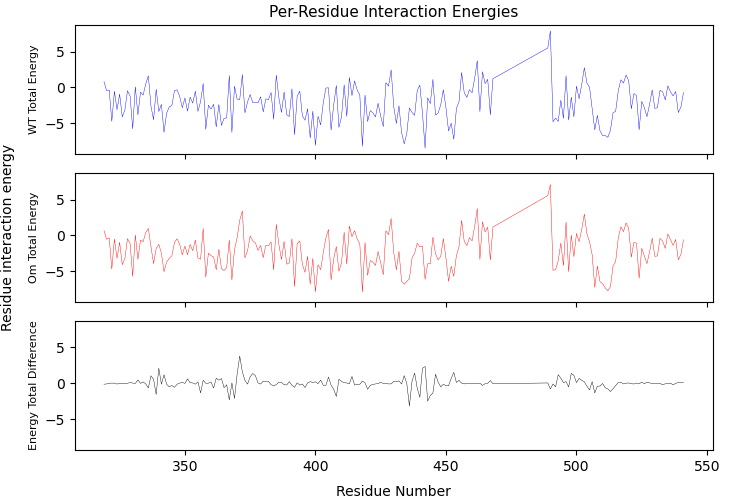 Per-Residue Interaction Energies
Residue interaction energy
WT Total Energy
5
0
−5
Om Total Energy
5
0
−5
Energy Total Difference
5
0
−5
350
400
450
500
550
Residue Number